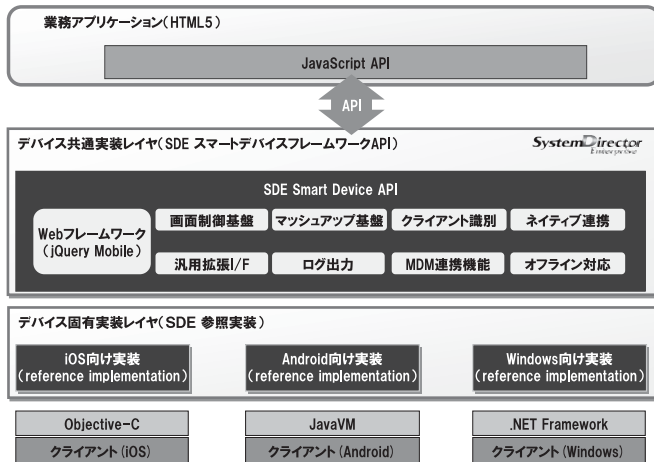 業務アプリケーション(HTML5)
JavaScript API
API
デバイス共通実装レイヤ(SDE スマートデバイスフレームワークAPI)
SystemDirector
Enterprise
SDE Smart Device API
Webフレームワーク
(jQuery Mobile)
画面制御基盤
マッシュアップ基盤
クライアント識別
ネイティブ連携
汎用拡張I/F
ログ出力
MDM連携機能
オフライン対応
デバイス固有実装レイヤ(SDE 参照実装)
iOS向け実装
(reference implementation)
Android向け実装
(reference implementation)
Windows向け実装
(reference implementation)
Objective-C
JavaVM
.NET Framework
クライアント(iOS)
クライアント(Android)
クライアント(Windows)